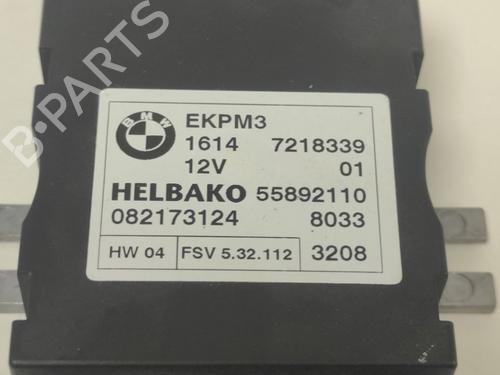 BMW
EKPM3
1614 7218339
12V 01
HELBAKO 55892110
082173124 8033
HW 04 FSV 5.32.112 3208
B-PARTS